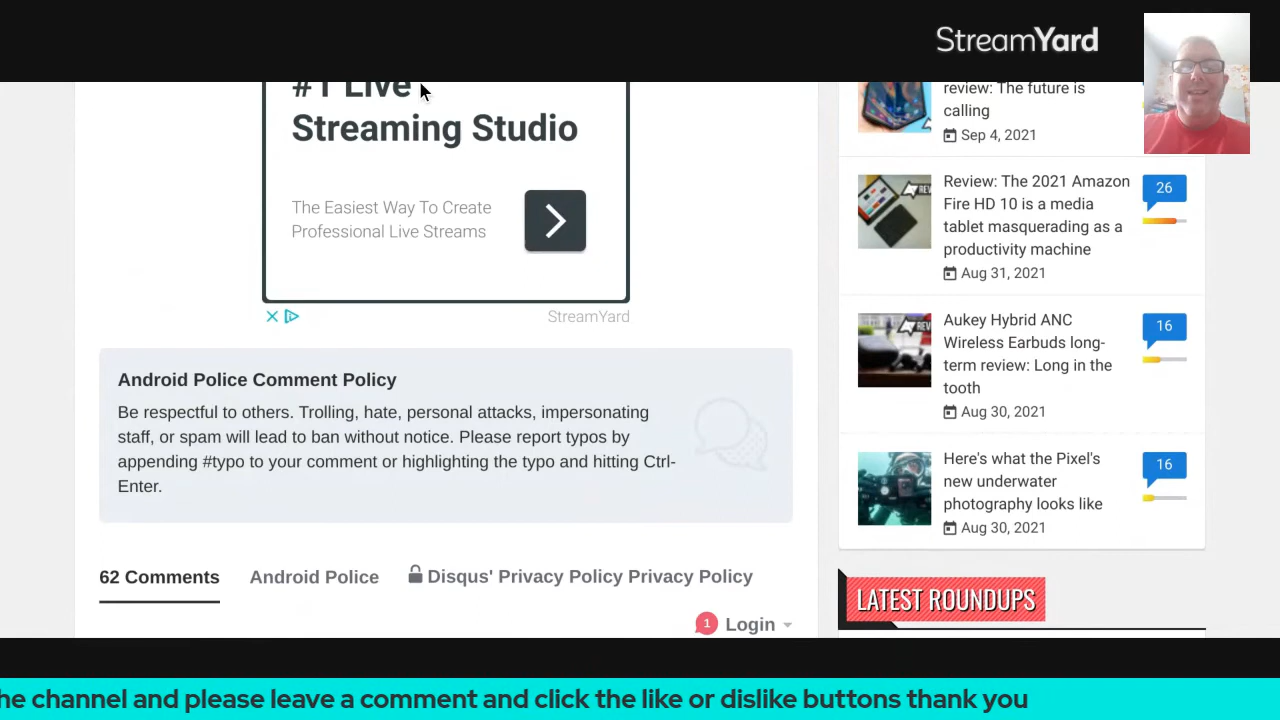 StreamYard
#1 Live
Streaming Studio
The Easiest Way To Create
Professional Live Streams
StreamYard
Android Police Comment Policy
Be respectful to others. Trolling, hate, personal attacks, impersonating
staff, or spam will lead to ban without notice. Please report typos by
appending #typo to your comment or highlighting the typo and hitting Ctrl-
Enter.
62 Comments
Android Police
Disqus' Privacy Policy Privacy Policy
1
Login
review: The future is
calling
Sep 4, 2021
Review: The 2021 Amazon
Fire HD 10 is a media
tablet masquerading as a
productivity machine
Aug 31, 2021
26
Aukey Hybrid ANC
Wireless Earbuds long-
term review: Long in the
tooth
Aug 30, 2021
16
Here's what the Pixel's
new underwater
photography looks like
Aug 30, 2021
16
LATEST ROUNDUPS
he channel and please leave a comment and click the like or dislike buttons thank you